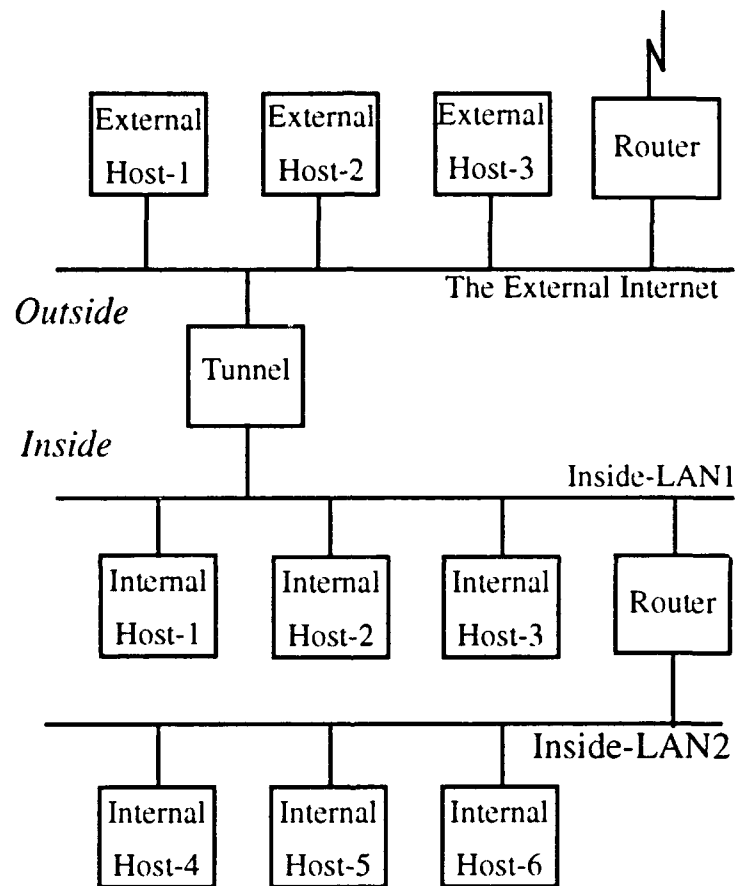 External
Host-1
External
Host-2
External
Host-3
Router
The External Internet
Outside
Tunnel
Inside
Inside-LAN1
Internal
Host-1
Internal
Host-2
Internal
Host-3
Router
Inside-LAN2
Internal
Host-4
Internal
Host-5
Internal
Host-6